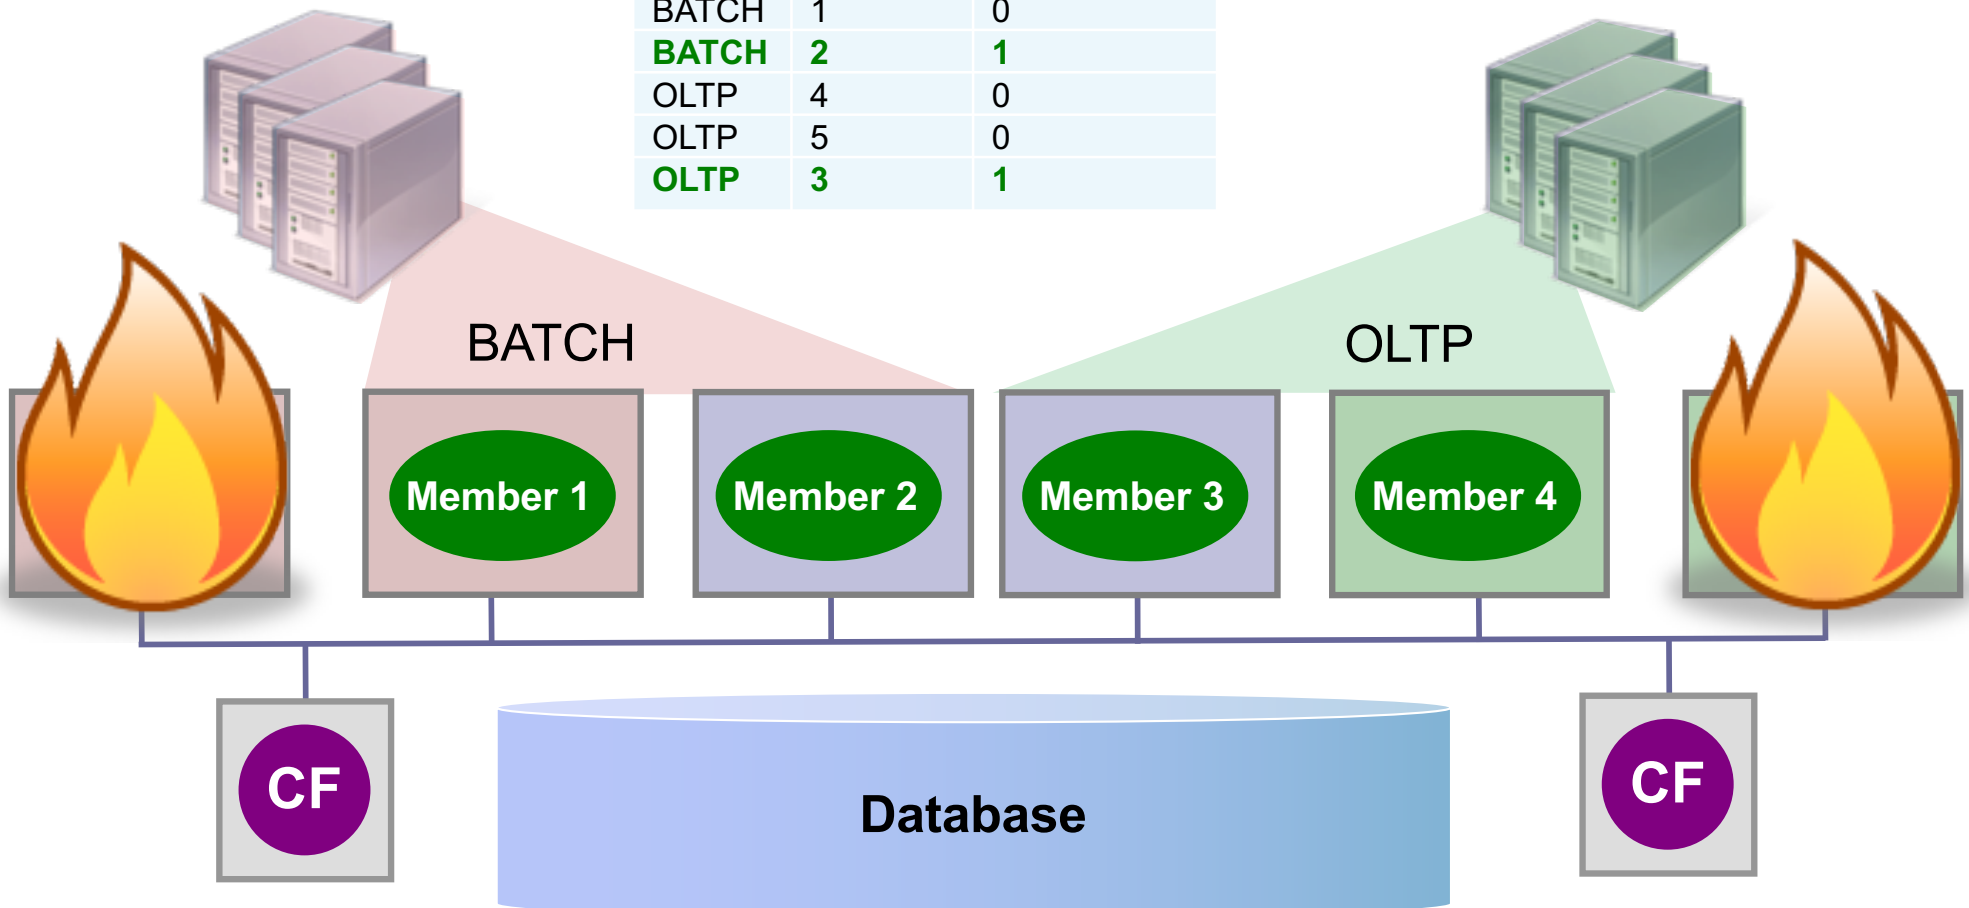 BATCH 1 0
BATCH 2 1
OLTP 4 0
OLTP 5 0
OLTP 3 1
BATCH
OLTP
Member 1
Member 2
Member 3
Member 4
CF
CF
Database